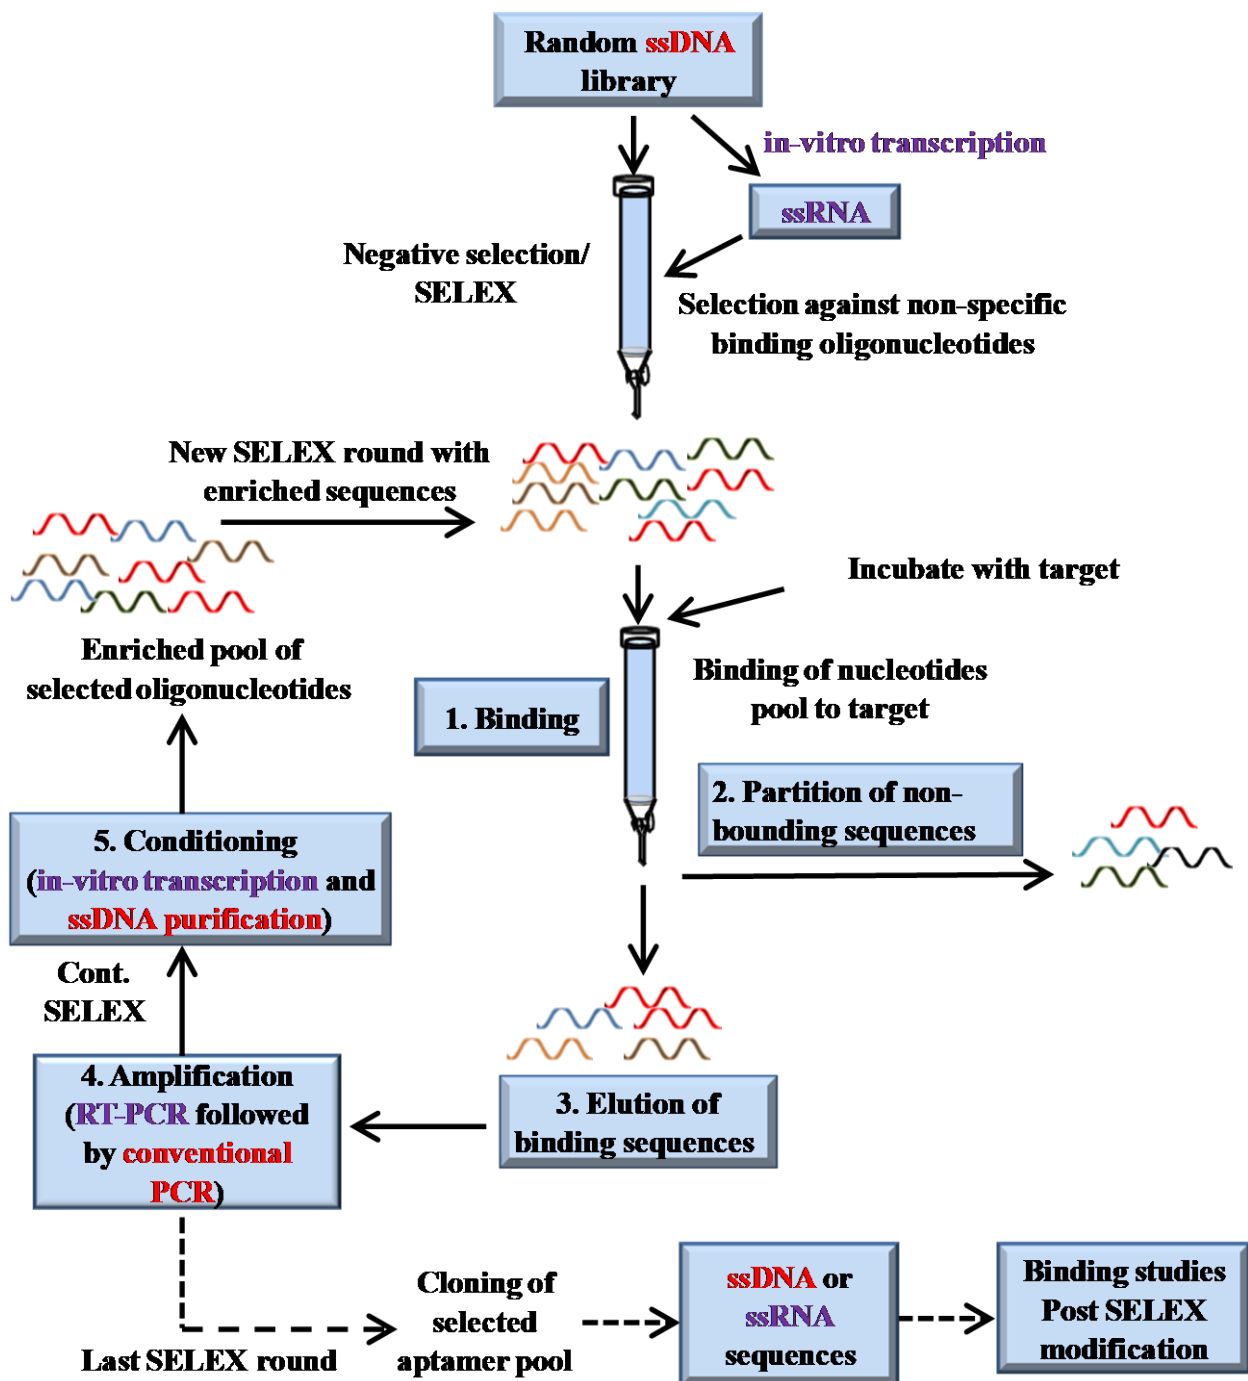 Random ssDNA
library
in-vitro transcription
ssRNA
Negative selection/
SELEX
Selection against non-specific
binding oligonucleotides
New SELEX round with
enriched sequences
Incubate with target
Enriched pool of
selected oligonucleotides
1. Binding
Binding of nucleotides
pool to target
2. Partition of non-
bounding sequences
5. Conditioning
(in-vitro transcription and
ssDNA purification)
Cont.
SELEX
4. Amplification
(RT-PCR followed
by conventional
PCR)
3. Elution of
binding sequences
Last SELEX round
Cloning of
selected
aptamer pool
ssDNA or
ssRNA
sequences
Binding studies
Post SELEX
modification